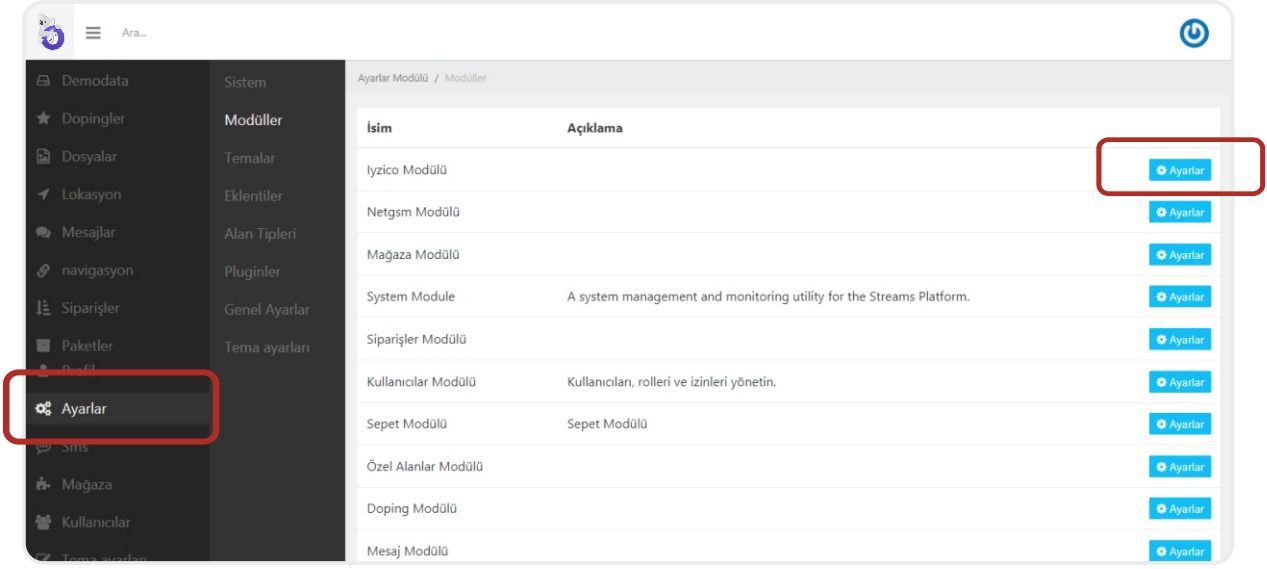 Ara...
Demodata
Dopingler
Dosyalar
Lokasyon
Mesajlar
navigasyon
Siparişler
Paketler
Profil
Ayarlar
Sms
Mağaza
Kullanıcılar
Tema ayarları
Sistem
Modüller
Temalar
Eklentiler
Alan Tipleri
Pluginler
Genel Ayarlar
Tema ayarları
Ayarlar Modülü / Modüller
İsim Açıklama
Iyzico Modülü Ayarlar
Netgsm Modülü Ayarlar
Mağaza Modülü Ayarlar
System Module A system management and monitoring utility for the Streams Platform. Ayarlar
Siparişler Modülü Ayarlar
Kullanıcılar Modülü Kullanıcıları, rolleri ve izinleri yönetin. Ayarlar
Sepet Modülü Sepet Modülü Ayarlar
Özel Alanlar Modülü Ayarlar
Doping Modülü Ayarlar
Mesaj Modülü Ayarlar